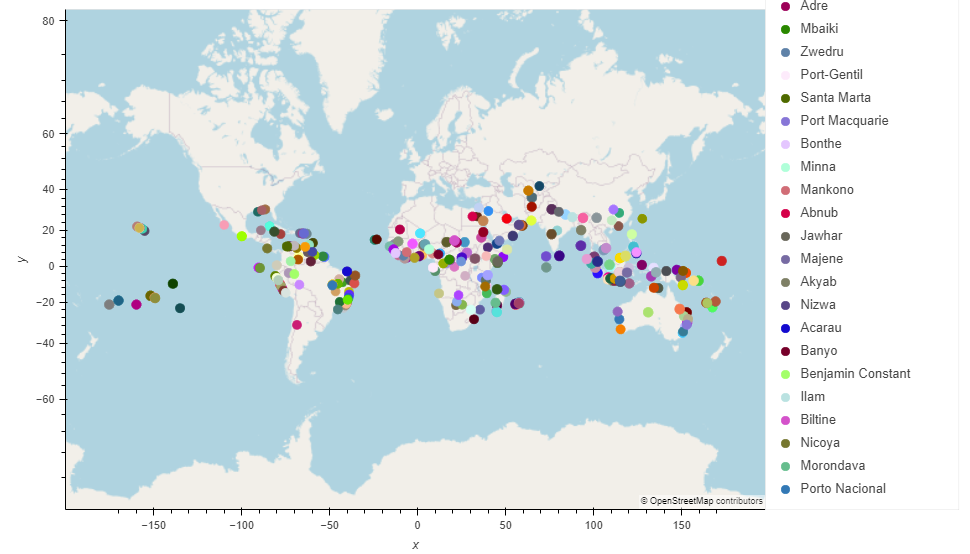 80
60
40
20
0
−20
−40
−60
y
−150
−100
−50
0
50
100
150
x
© OpenStreetMap contributors
Adre
Mbaiki
Zwedru
Port-Gentil
Santa Marta
Port Macquarie
Bonthe
Minna
Mankono
Abnub
Jawhar
Majene
Akyab
Nizwa
Acarau
Banyo
Benjamin Constant
Ilam
Biltine
Nicoya
Morondava
Porto Nacional